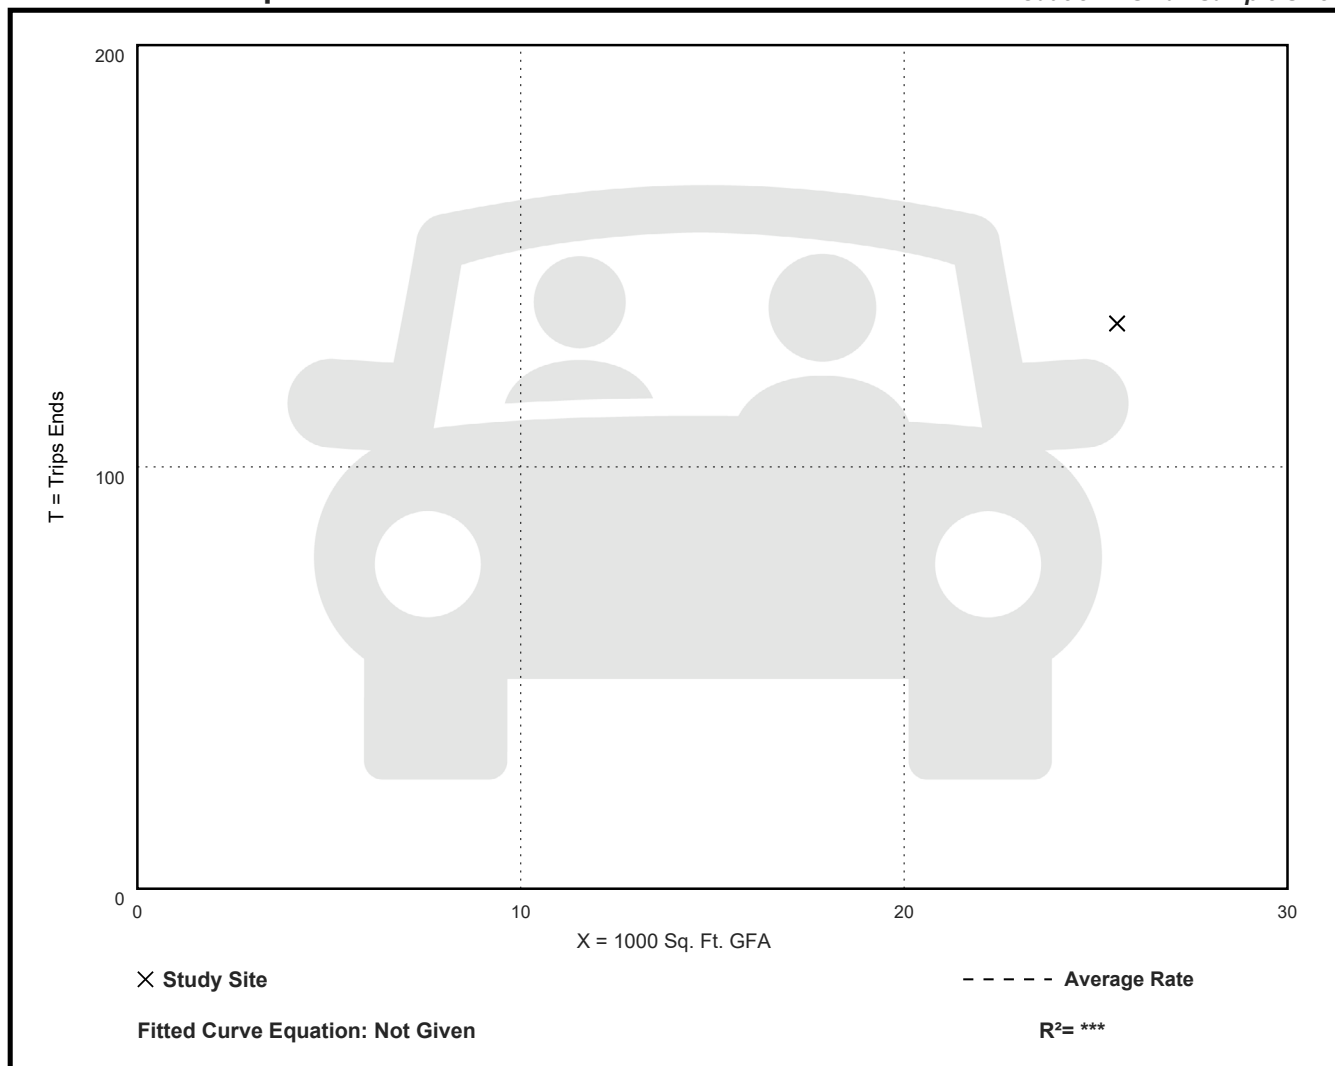 200
100
0
T = Trips Ends
0 10 20 30
X = 1000 Sq. Ft. GFA
Study Site
Average Rate
Fitted Curve Equation: Not Given
R²= ***